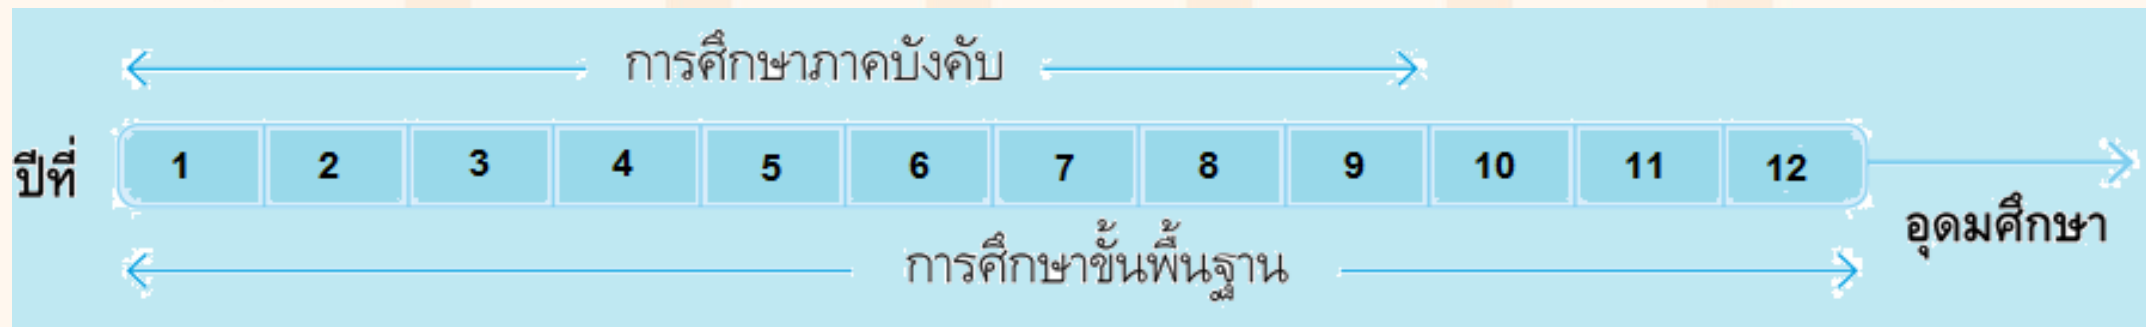 การศึกษาภาคบังคับ
ปีที่ 1 2 3 4 5 6 7 8 9 10 11 12
อุดมศึกษา
การศึกษาขั้นพื้นฐาน